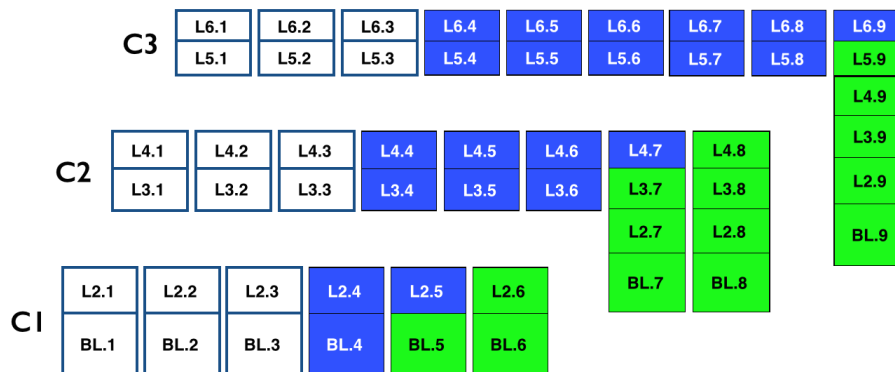 C3 L6.1 L6.2 L6.3 L6.4 L6.5 L6.6 L6.7 L6.8 L6.9
L5.1 L5.2 L5.3 L5.4 L5.5 L5.6 L5.7 L5.8 L5.9
L4.9
L3.9
L2.9
BL.9
C2 L4.1 L4.2 L4.3 L4.4 L4.5 L4.6 L4.7 L4.8
L3.1 L3.2 L3.3 L3.4 L3.5 L3.6 L3.7 L3.8
L2.7 L2.8
BL.7 BL.8
C1 L2.1 L2.2 L2.3 L2.4 L2.5 L2.6
BL.1 BL.2 BL.3 BL.4 BL.5 BL.6